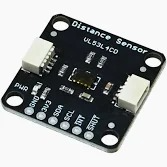 Distance Sensor
VL53L4CD
PWR
GND
3V3
SDA
SCL
INT
SHUT